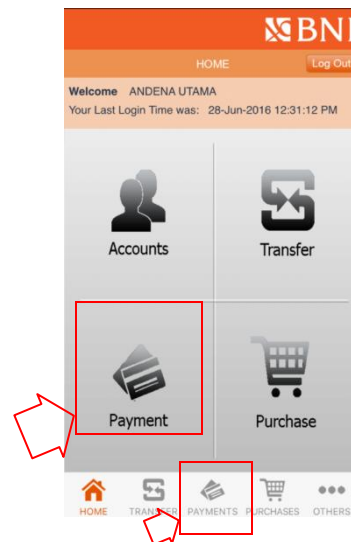 BNI
HOME Log Out
Welcome ANDENA UTAMA
Your Last Login Time was: 28-Jun-2016 12:31:12 PM
Accounts Transfer
Payment Purchase
HOME TRANSFER PAYMENTS PURCHASES OTHERS